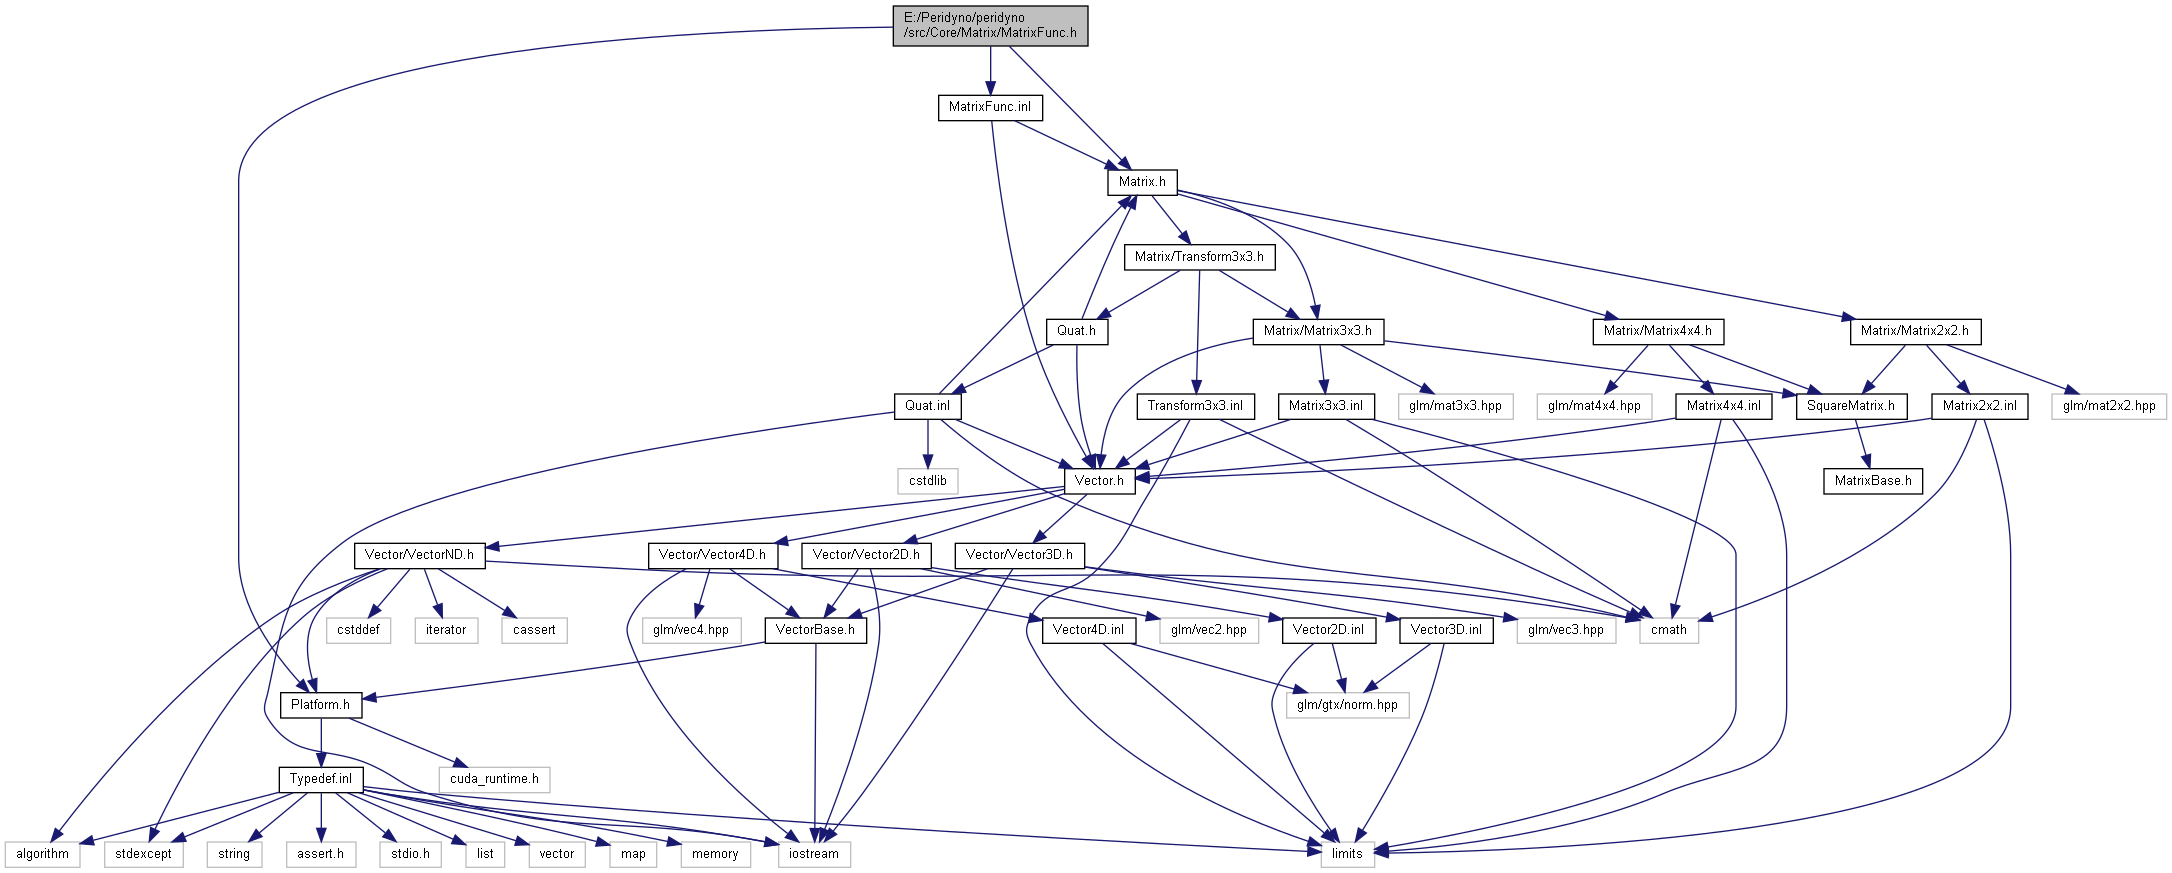 E:/Peridyno/peridyno
/src/Core/Matrix/MatrixFunc.h
MatrixFunc.inl
Matrix.h
Matrix/Transform3x3.h
Quat.h
Matrix/Matrix3x3.h
Matrix/Matrix4x4.h
Matrix/Matrix2x2.h
Quat.inl
Transform3x3.inl
Matrix3x3.inl
glm/mat3x3.hpp
glm/mat4x4.hpp
Matrix4x4.inl
SquareMatrix.h
Matrix2x2.inl
glm/mat2x2.hpp
cstdlib
Vector.h
MatrixBase.h
Vector/VectorND.h
Vector/Vector4D.h
Vector/Vector2D.h
Vector/Vector3D.h
cstddef
iterator
cassert
glm/vec4.hpp
VectorBase.h
Vector4D.inl
glm/vec2.hpp
Vector2D.inl
Vector3D.inl
glm/vec3.hpp
cmath
Platform.h
glm/gtx/norm.hpp
Typedef.inl
cuda_runtime.h
algorithm
stdexcept
string
assert.h
stdio.h
list
vector
map
memory
iostream
limits